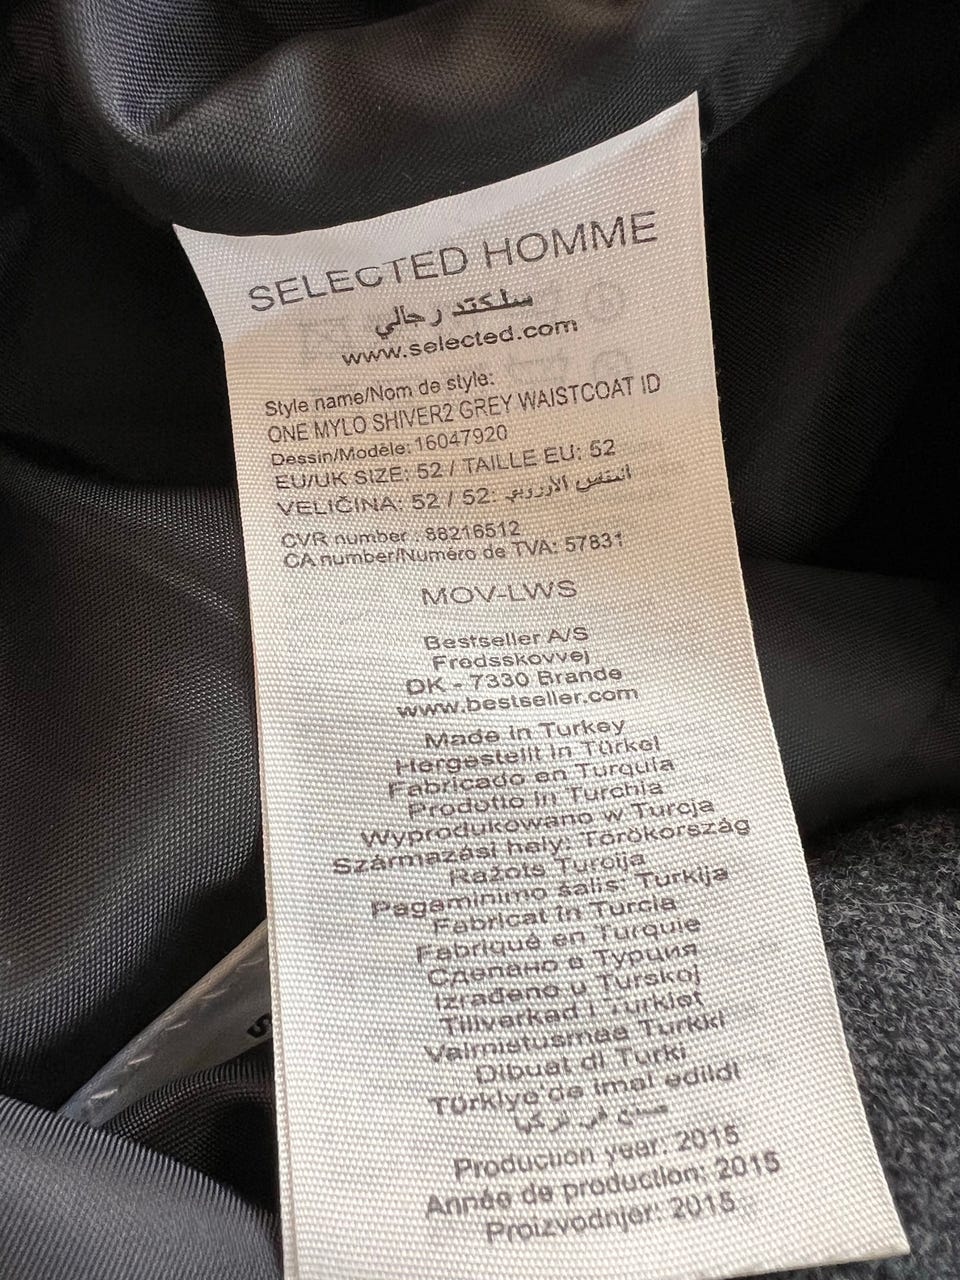 SELECTED HOMME
سلكتد رجالي
www.selected.com
Style name/Nom de style:
ONE MYLO SHIVER2 GREY WAISTCOAT ID
Dessin/Modèle: 16047920
EU/UK SIZE: 52 / TAILLE EU: 52
VELIČINA: 52 / 52: المقاس الأوروبي
CVR number : 88216512
CA number/Numéro de TVA: 57831
MOV-LWS
Bestseller A/S
Fredsskovvej
DK - 7330 Brande
www.bestseller.com
Made in Turkey
Hergestellt in Türkei
Fabricado en Turquía
Prodotto in Turchia
Wyprodukowano w Turcja
Származási hely: Törökország
Ražots Turcija
Pagaminimo šalis: Turkija
Fabricat în Turcia
Fabriqué en Turquie
Сделано в Турция
Izrađeno u Turskoj
Tillverkad i Turkiet
Valmistusmaa Turkki
Dibuat di Turki
Türkiye'de imal edildi
صنع في تركيا
Production year: 2015
Année de production: 2015
Proizvodnjer: 2015